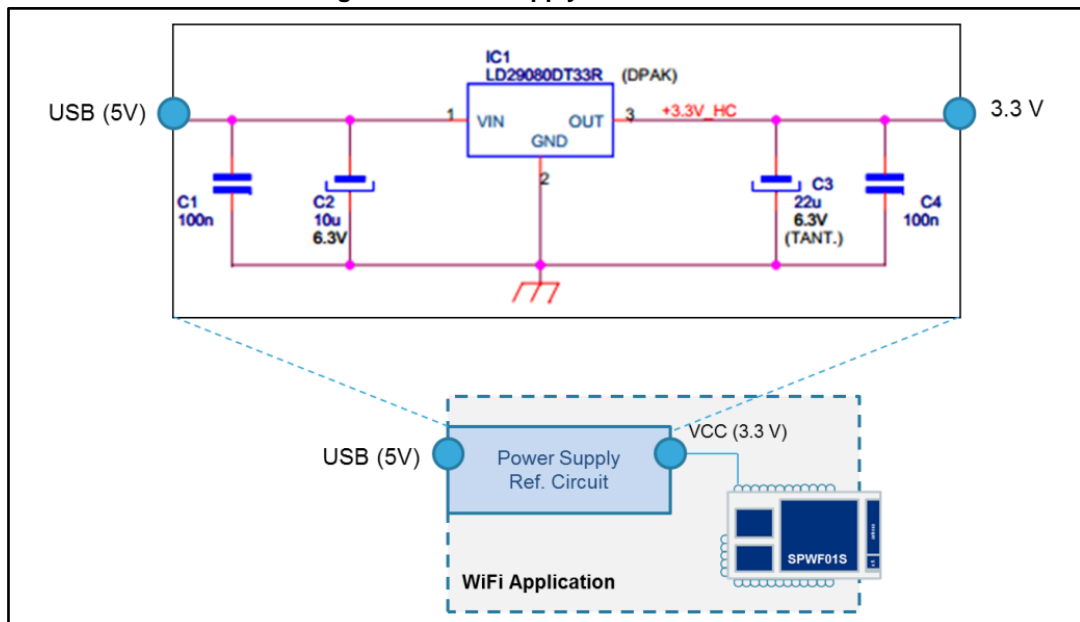 IC1
LD29080DT33R (DPAK)
USB (5V)
1
VIN
OUT
3
+3.3V_HC
3.3 V
GND
2
C1
100n
C2
10u
6.3V
C3
22u
6.3V
(TANT.)
C4
100n
VCC (3.3 V)
USB (5V)
Power Supply
Ref. Circuit
SPWF01S
WiFi Application